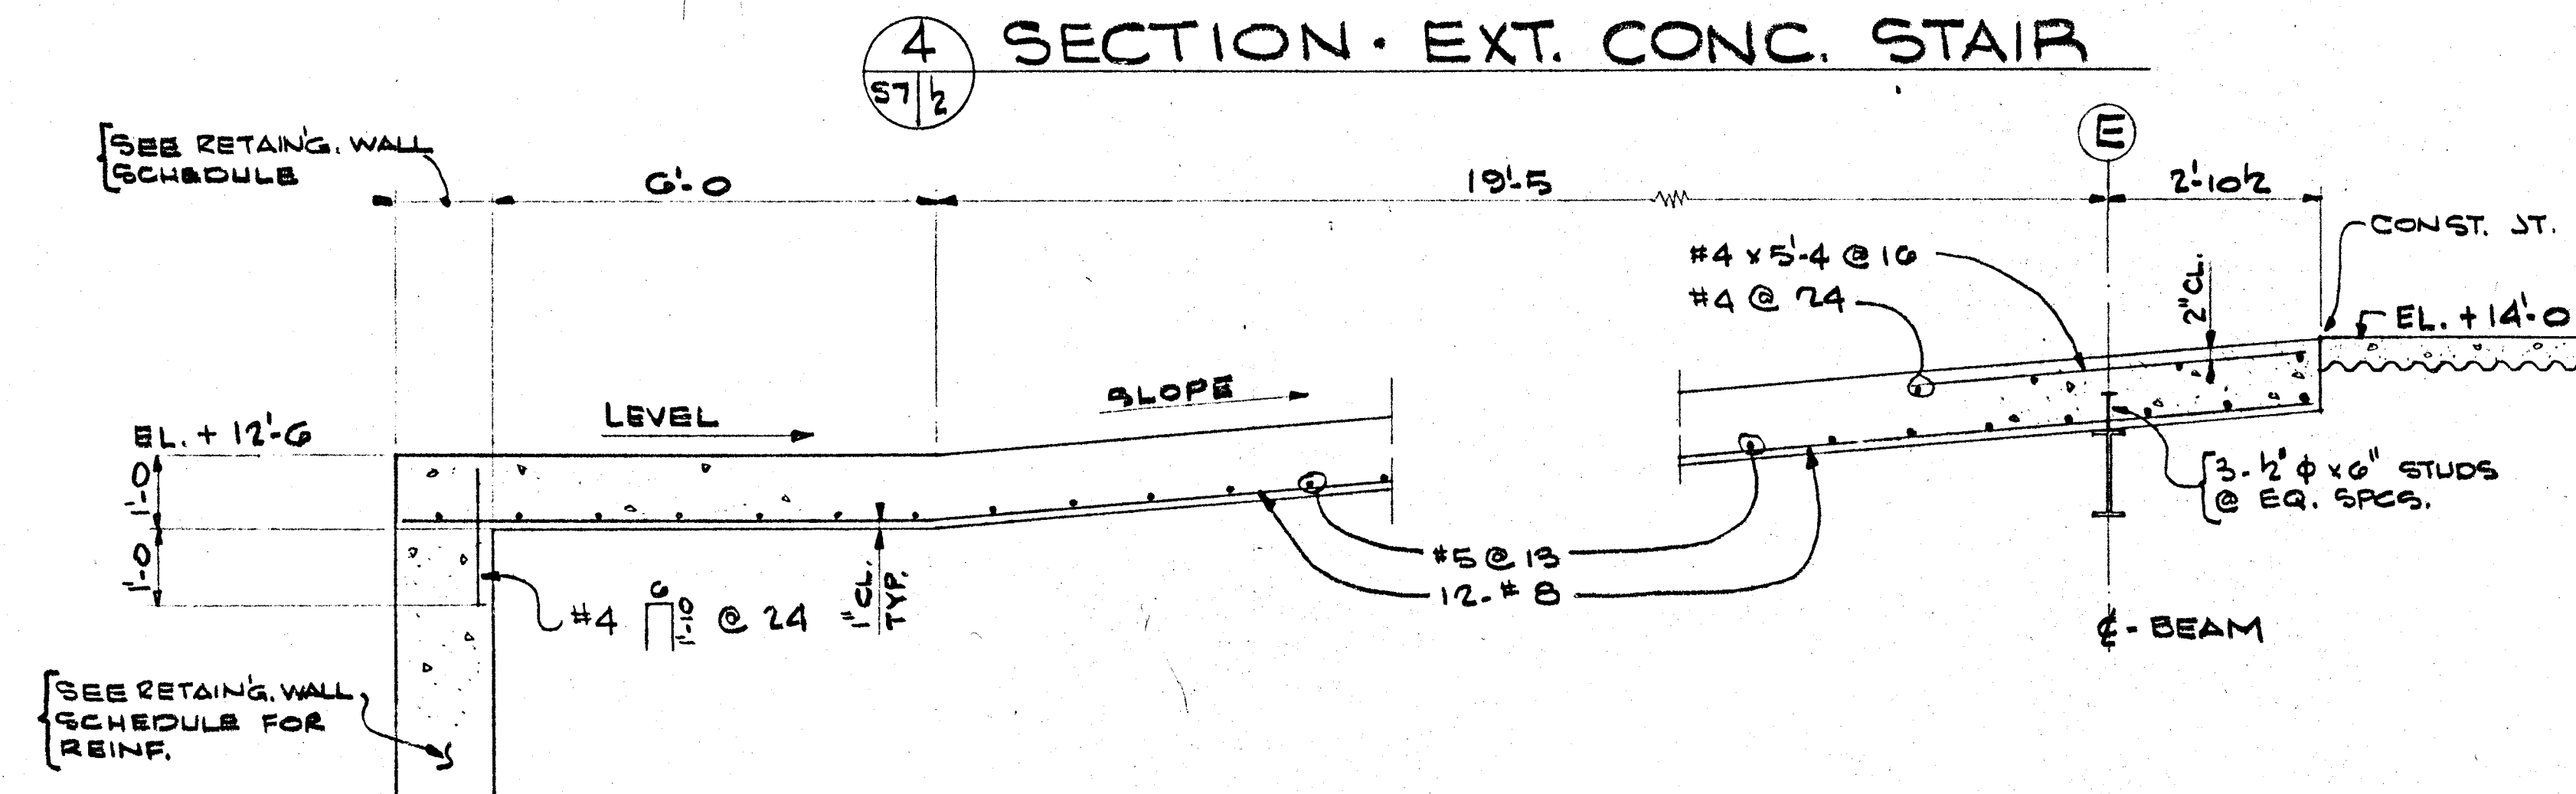 4
S7 | 1/2
SECTION · EXT. CONC. STAIR
SEE RETAIN'G. WALL
SCHEDULE
6'-0
19'-5
E
2'-10 1/2
CONST. JT.
#4 x 5'-4 @ 16
#4 @ 24
2" CL.
EL. + 14'-0
SLOPE
LEVEL
EL. + 12'-6
1'-0
1'-0
3 - 1/2" φ x 6" STUDS
@ EQ. SPCS.
#5 @ 13
12 - #8
#4 6 1'-10 @ 24
1" CL.
TYP.
℄ - BEAM
SEE RETAIN'G. WALL
SCHEDULE FOR
REINF.